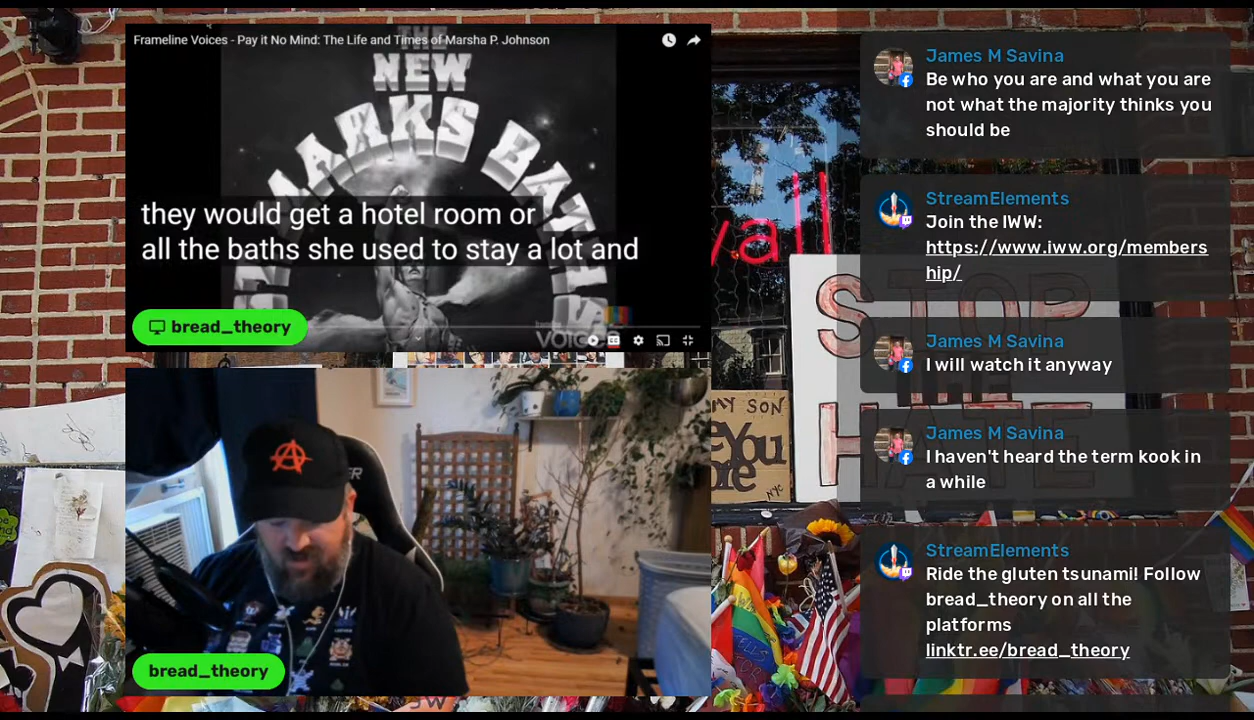 Frameline Voices - Pay it No Mind: The Life and Times of Marsha P. Johnson
THE
NEW
they would get a hotel room or
all the baths she used to stay a lot and
bread_theory
bread_theory
STOP
THE
HATE
MY SON
NYC
James M Savina
Be who you are and what you are
not what the majority thinks you
should be
StreamElements
Join the IWW:
https://www.iww.org/members
hip/
James M Savina
I will watch it anyway
James M Savina
I haven't heard the term kook in
a while
StreamElements
Ride the gluten tsunami! Follow
bread_theory on all the
platforms
linktr.ee/bread_theory